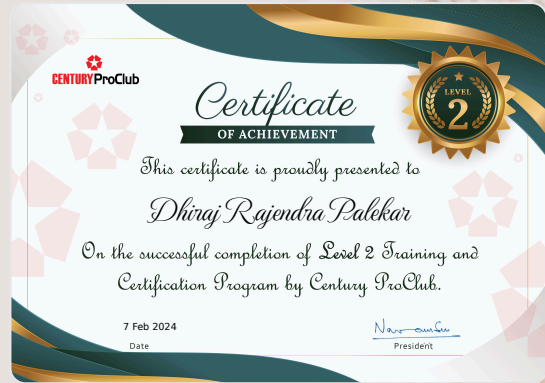 CENTURY ProClub
Certificate
OF ACHIEVEMENT
LEVEL
2
This certificate is proudly presented to
Dhiraj Rajendra Palekar
On the successful completion of Level 2 Training and
Certification Program by Century ProClub.
7 Feb 2024
Date
President